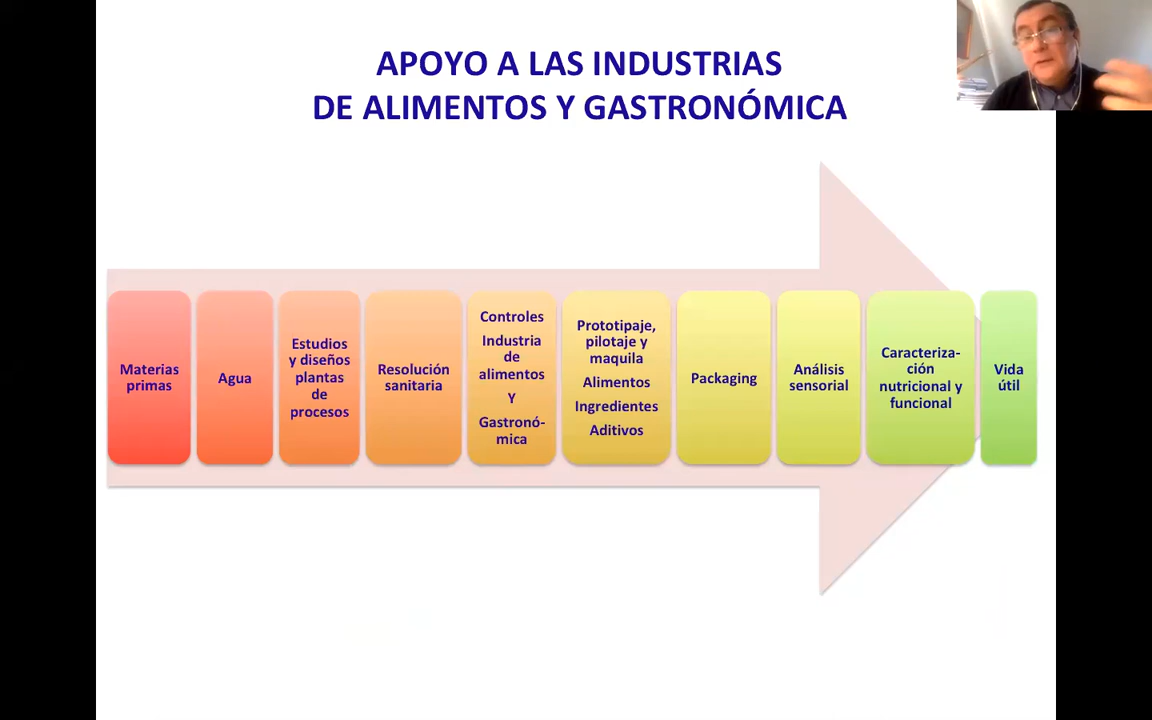 APOYO A LAS INDUSTRIAS
DE ALIMENTOS Y GASTRONÓMICA
Materias
primas
Agua
Estudios
y diseños
plantas
de
procesos
Resolución
sanitaria
Controles
Industria
de
alimentos
Y
Gastronó-
mica
Prototipaje,
pilotaje y
maquila
Alimentos
Ingredientes
Aditivos
Packaging
Análisis
sensorial
Caracteriza-
ción
nutricional y
funcional
Vida
útil